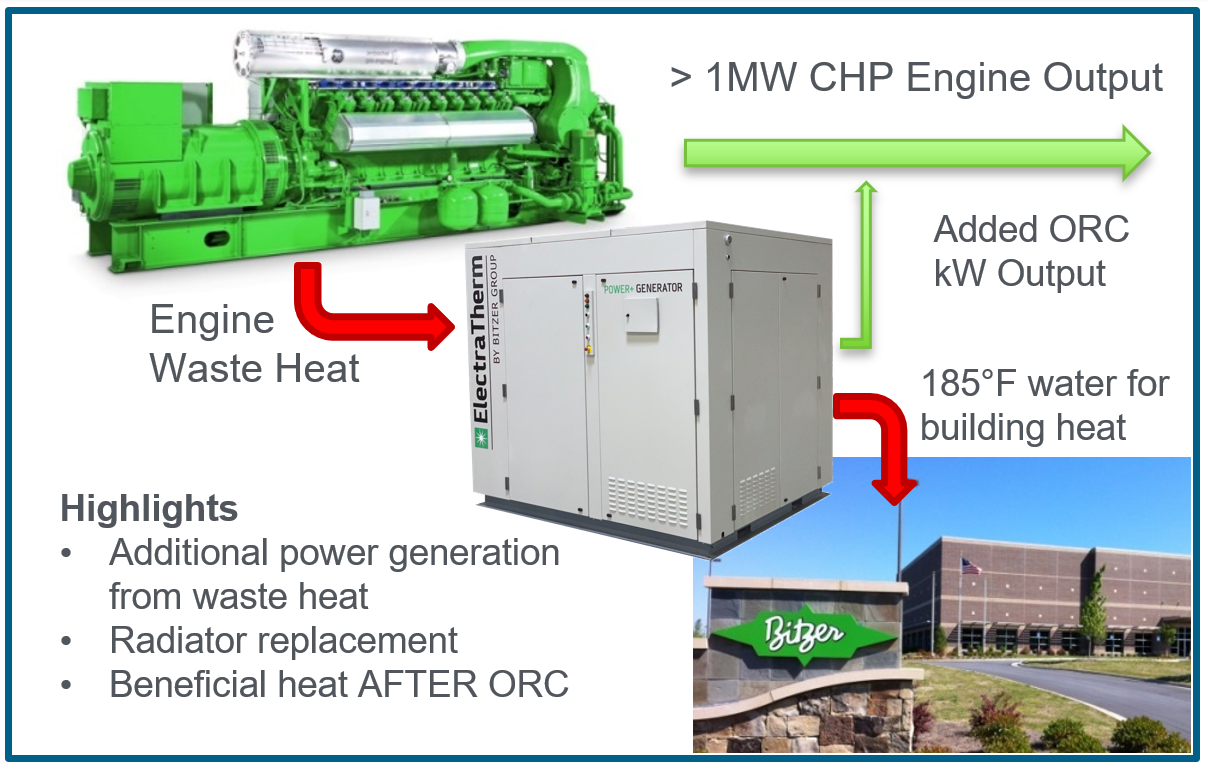 > 1MW CHP Engine Output
Added ORC
kW Output
Engine
Waste Heat
ElectraTherm
BY BITZER GROUP
POWER+ GENERATOR
185°F water for
building heat
Highlights
• Additional power generation
from waste heat
• Radiator replacement
• Beneficial heat AFTER ORC
Bitzer